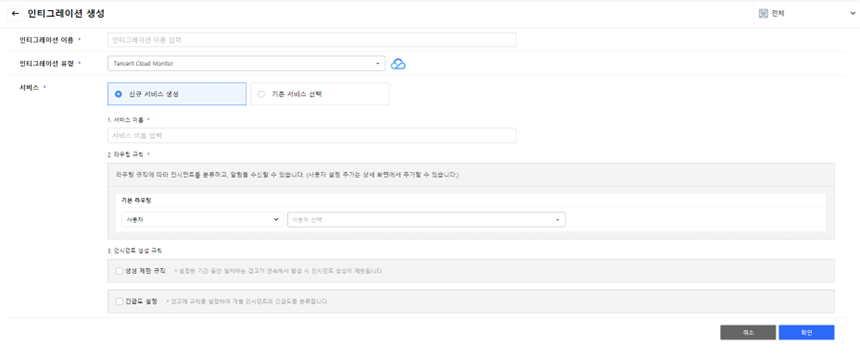 ← 인티그레이션 생성
전체
인티그레이션 이름 *
인티그레이션 이름 입력
인티그레이션 유형 *
Tencent Cloud Monitor
서비스 *
신규 서비스 생성
기존 서비스 선택
1. 서비스 이름 *
서비스 이름 입력
2. 라우팅 규칙 *
라우팅 규칙에 따라 인시던트를 분류하고, 알림을 수신할 수 있습니다. (사용자 설정 추가는 상세 화면에서 추가할 수 있습니다.)
기본 라우팅
사용자
사용자 선택
3. 인시던트 생성 규칙
생성 제한 규칙
* 설정한 기간 동안 일치하는 경고가 연속해서 발생 시 인시던트 생성이 제한됩니다.
긴급도 설정
* 경고에 규칙을 설정하여 개별 인시던트의 긴급도를 분류합니다.
취소
확인